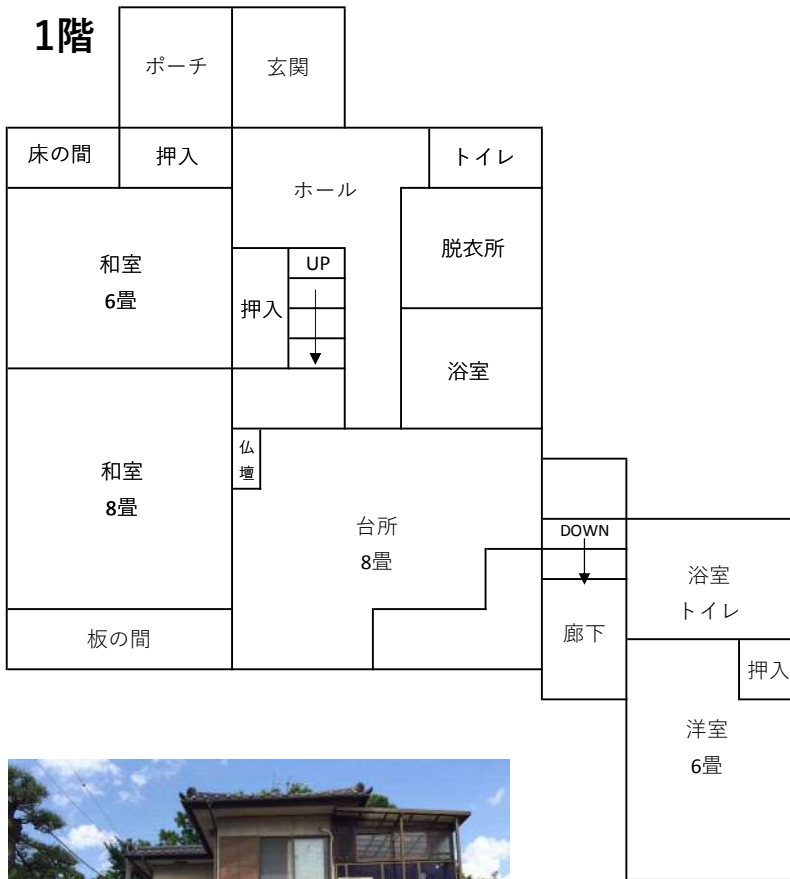 1階
ポーチ
玄関
床の間
押入
ホール
トイレ
和室
6畳
押入
UP
脱衣所
浴室
和室
8畳
仏
壇
台所
8畳
DOWN
浴室
トイレ
板の間
廊下
押入
洋室
6畳